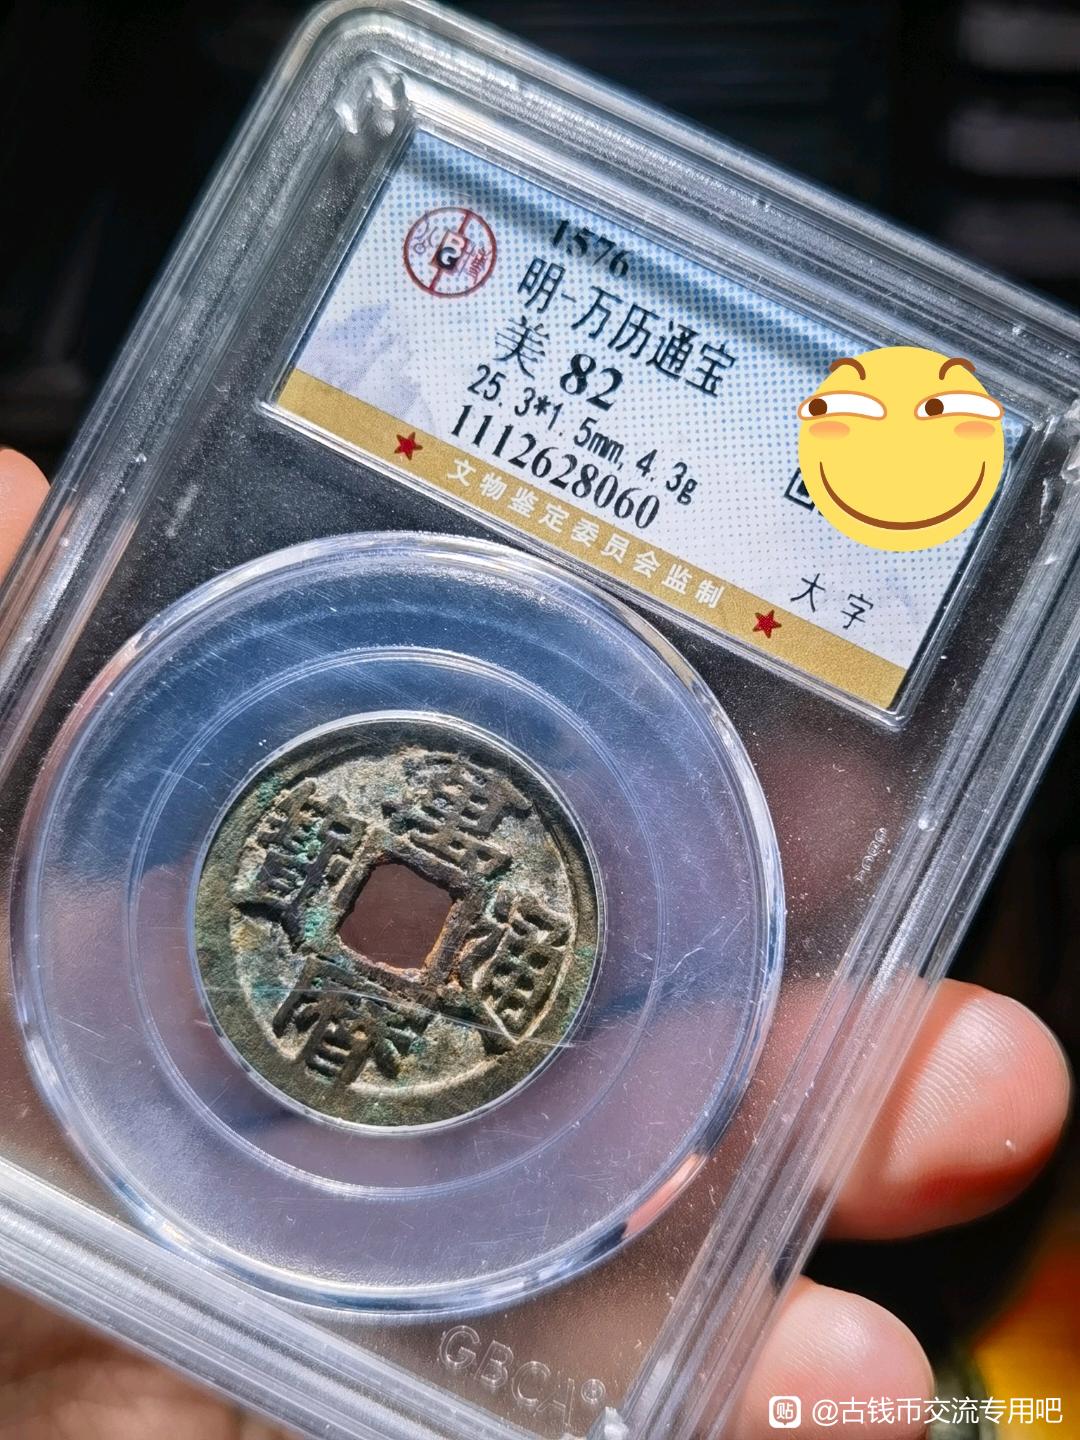 1576
明-万历通宝
美 82
25.3*1.5mm,4.3g
1112628060
大字
★ 文物鉴定委员会监制 ★
萬曆通寶
GBCA®
贴 @古钱币交流专用吧